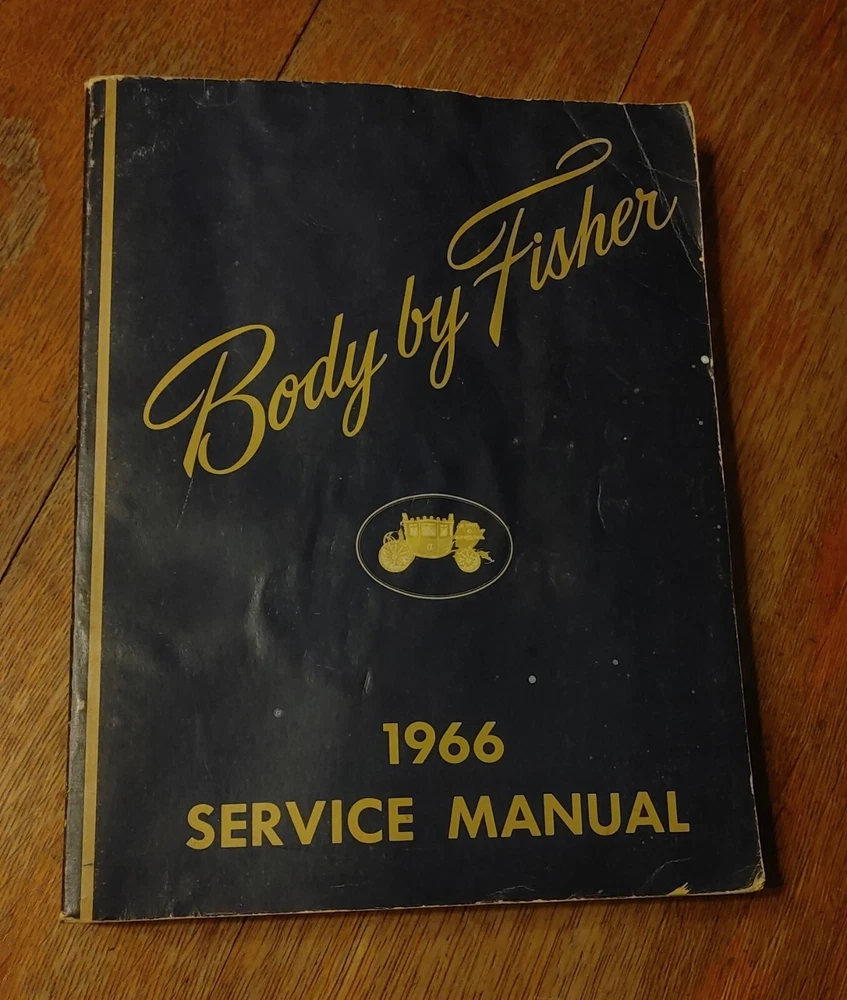 Body by Fisher
1966
SERVICE MANUAL